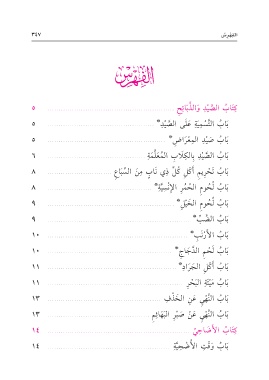 الفهرس ٣٤٧
الفهرس
كِتَابُ الصَّيْدِ وَالذَّبَائِحِ ٥
بَابُ التَّسْمِيَةِ عَلَى الصَّيْدِ* ٥
بَابُ صَيْدِ المِعْرَاضِ* ٥
بَابُ الصَّيْدِ بِالكِلَابِ المُعَلَّمَةِ ٦
بَابُ تَحْرِيمِ أَكْلِ كُلِّ ذِي نَابٍ مِنَ السِّبَاعِ ٨
بَابُ لُحُومِ الحُمُرِ الإِنْسِيَّةِ* ٨
بَابُ لُحُومِ الخَيْلِ* ٩
بَابُ الضَّبِّ* ٩
بَابُ الأَرْنَبِ* ١٠
بَابُ لَحْمِ الدَّجَاجِ* ١٠
بَابُ أَكْلِ الجَرَادِ* ١١
بَابُ مَيْتَةِ البَحْرِ ١١
بَابُ النَّهْيِ عَنِ الخَذْفِ ١٣
بَابُ النَّهْيِ عَنْ صَبْرِ البَهَائِمِ ١٣
كِتَابُ الأَضَاحِيِّ ١٤
بَابُ وَقْتِ الأُضْحِيَّةِ ١٤